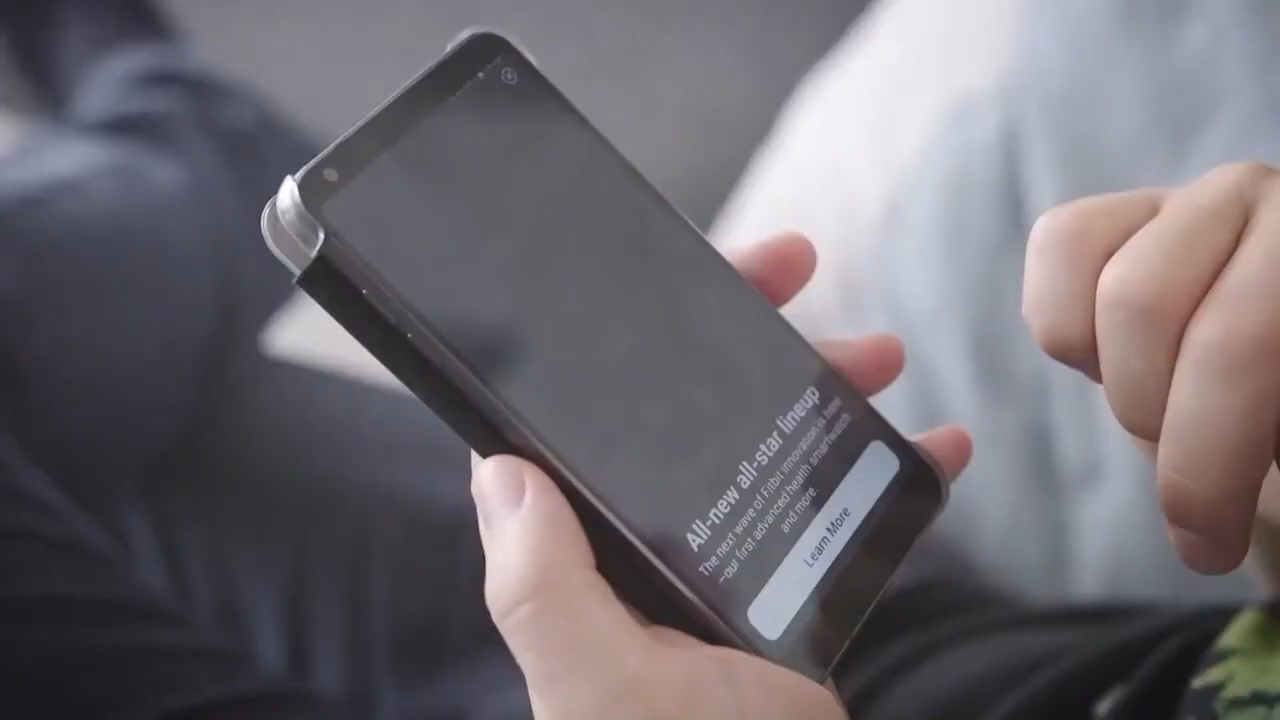 All-new all-star lineup
The next wave of Fitbit innovation is here
—our first advanced health smartwatch
and more.
Learn More